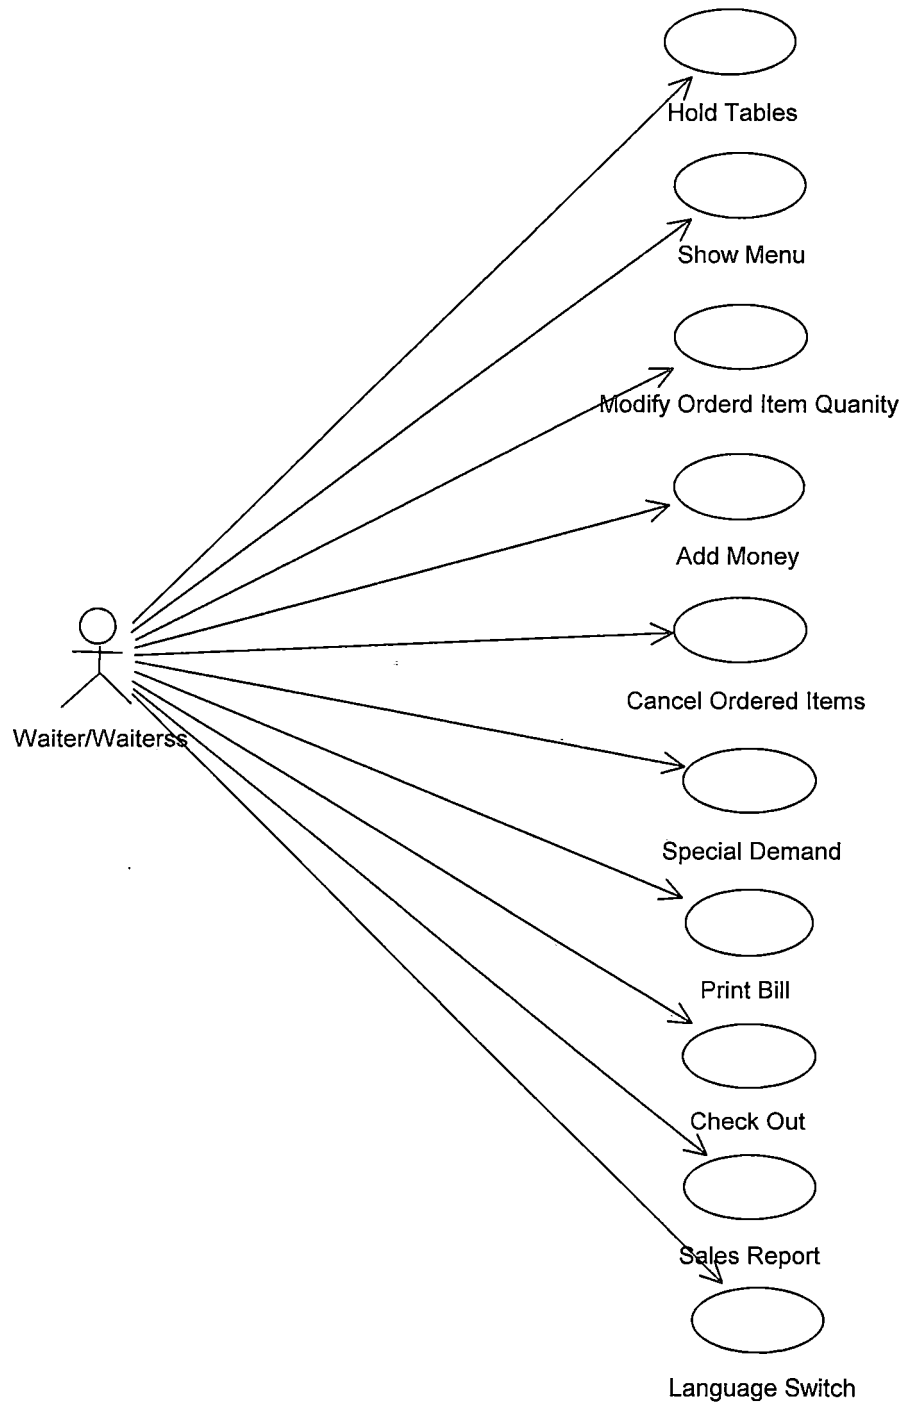 Hold Tables
Show Menu
Modify Orderd Item Quanity
Add Money
Cancel Ordered Items
Waiter/Waiterss
Special Demand
Print Bill
Check Out
Sales Report
Language Switch